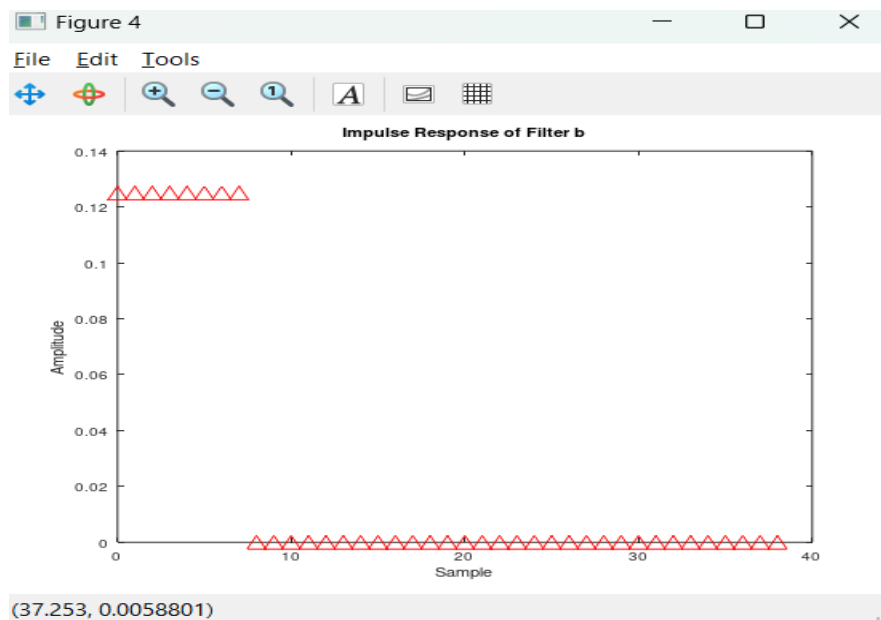 Figure 4
File Edit Tools
1 A
Impulse Response of Filter b
0.14
0.12
0.1
0.08
0.06
0.04
0.02
0
Amplitude
0 10 20 30 40
Sample
(37.253, 0.0058801)